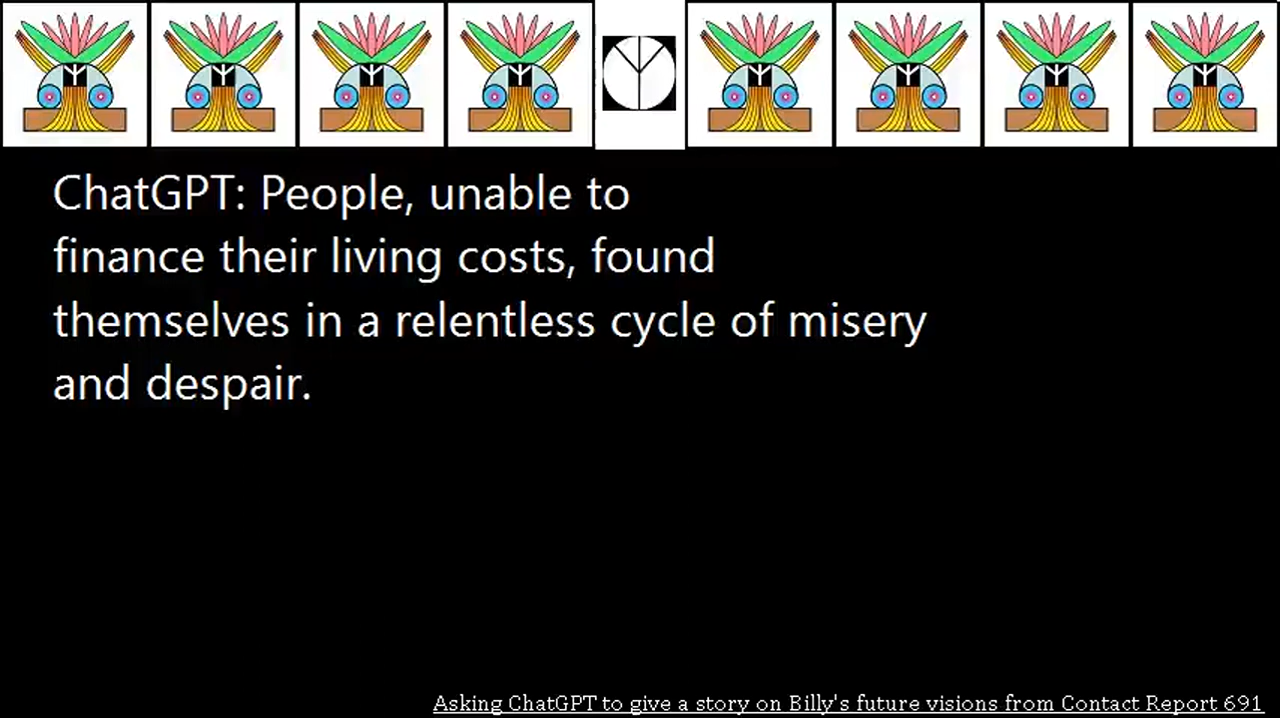 ChatGPT: People, unable to
finance their living costs, found
themselves in a relentless cycle of misery
and despair.
Asking ChatGPT to give a story on Billy's future visions from Contact Report 691